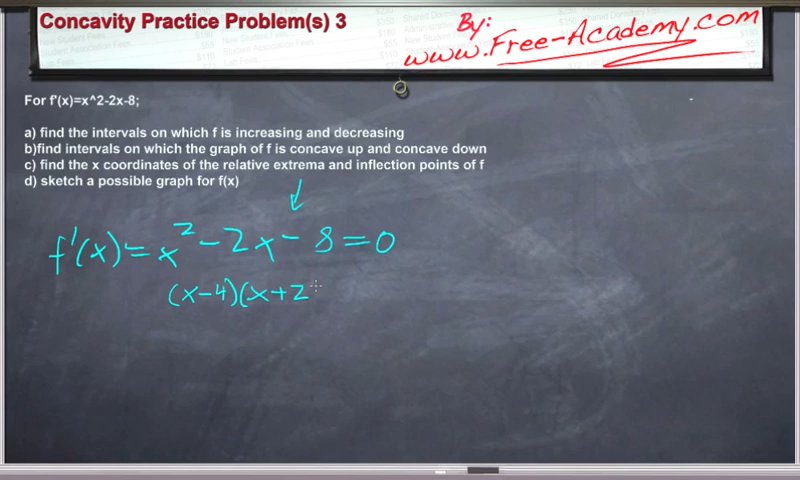 Concavity Practice Problem(s) 3
By:
www.Free-Academy.com
For f'(x)=x^2-2x-8;
a) find the intervals on which f is increasing and decreasing
b)find intervals on which the graph of f is concave up and concave down
c) find the x coordinates of the relative extrema and inflection points of f
d) sketch a possible graph for f(x)
f'(x)=x²-2x-8=0
(x-4)(x+2